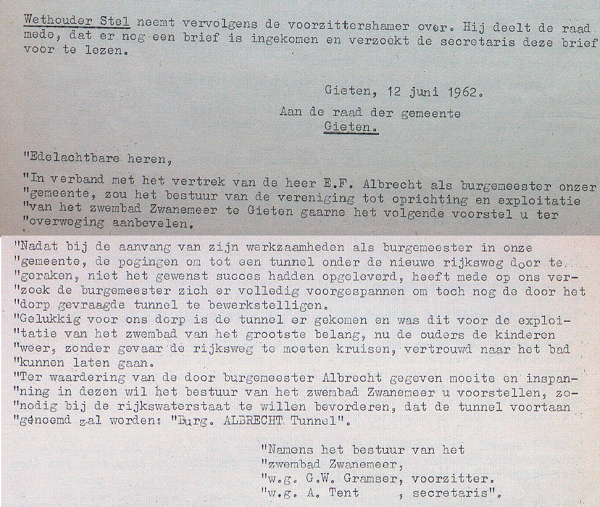 Wethouder Stel neemt vervolgens de voorzittershamer over. Hij deelt de raad
mede, dat er nog een brief is ingekomen en verzoekt de secretaris deze brief
voor te lezen.
Gieten, 12 juni 1962.
Aan de raad der gemeente
Gieten.
"Edelachtbare heren,
"In verband met het vertrek van de heer E.F. Albrecht als burgemeester onzer
"gemeente, zou het bestuur van de vereniging tot oprichting en exploitatie
"van het zwembad Zwanemeer te Gieten gaarne het volgende voorstel u ter
"overweging aanbevelen.
"Nadat bij de aanvang van zijn werkzaamheden als burgemeester in onze
"gemeente, de pogingen om tot een tunnel onder de nieuwe rijksweg door te
"geraken, niet het gewenst succes hadden opgeleverd, heeft mede op ons ver-
"zoek de burgemeester zich er volledig voorgespannen om toch nog de door het
"dorp gevraagde tunnel te bewerkstelligen.
"Gelukkig voor ons dorp is de tunnel er gekomen en was dit voor de exploi-
"tatie van het zwembad van het grootste belang, nu de ouders de kinderen
"weer, zonder gevaar de rijksweg te moeten kruisen, vertrouwd naar het bad
"kunnen laten gaan.
"Ter waardering van de door burgemeester Albrecht gegeven moeite en inspan-
"ning in dezen wil het bestuur van het zwembad Zwanemeer u voorstellen, zo-
"nodig bij de rijkswaterstaat te willen bevorderen, dat de tunnel voortaan
"genoemd zal worden: "Burg. ALBRECHT Tunnel".
"Namens het bestuur van het
"zwembad Zwanemeer,
"w.g. G.W. Gramser, voorzitter.
"w.g. A. Tent , secretaris".